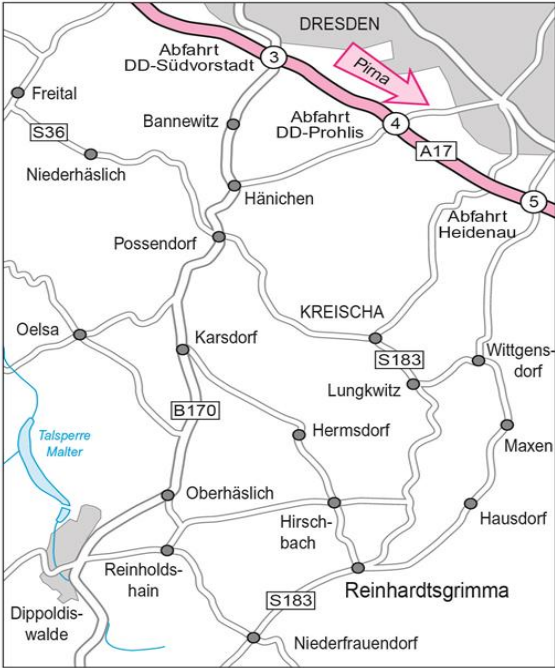 DRESDEN
Abfahrt
DD-Südvorstadt
3
Pirna
Freital
Bannewitz
Abfahrt
DD-Prohlis
4
S36
A17
Niederhäslich
Hänichen
5
Abfahrt
Heidenau
Possendorf
KREISCHA
Oelsa
Karsdorf
S183
Wittgens-
dorf
Lungkwitz
B170
Talsperre
Malter
Hermsdorf
Maxen
Oberhäslich
Hirsch-
bach
Hausdorf
Reinholds-
hain
Reinhardtsgrimma
S183
Dippoldis-
walde
Niederfrauendorf